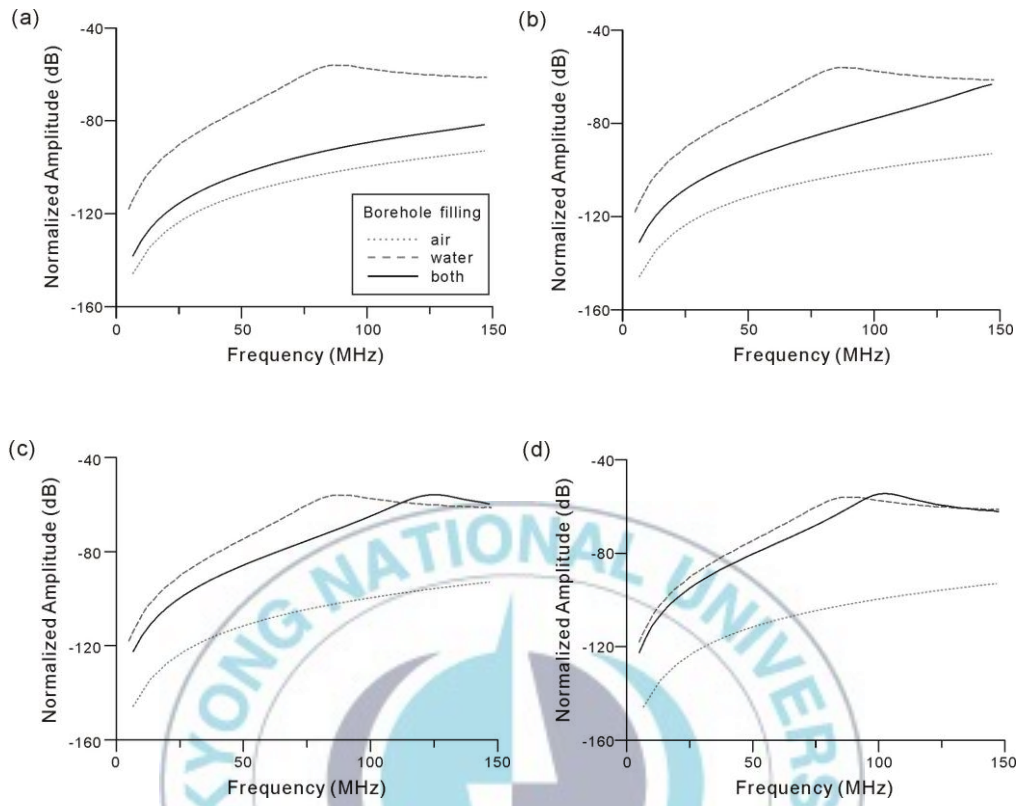 (a)
-40
-80
-120
-160
Normalized Amplitude (dB)
Borehole filling
air
water
both
0 50 100 150
Frequency (MHz)
(b)
-40
-80
-120
-160
Normalized Amplitude (dB)
0 50 100 150
Frequency (MHz)
(c)
-40
-80
-120
-160
Normalized Amplitude (dB)
0 50 100 150
Frequency (MHz)
(d)
-40
-80
-120
-160
Normalized Amplitude (dB)
0 50 100 150
Frequency (MHz)
KYONG NATIONAL UNIVERS